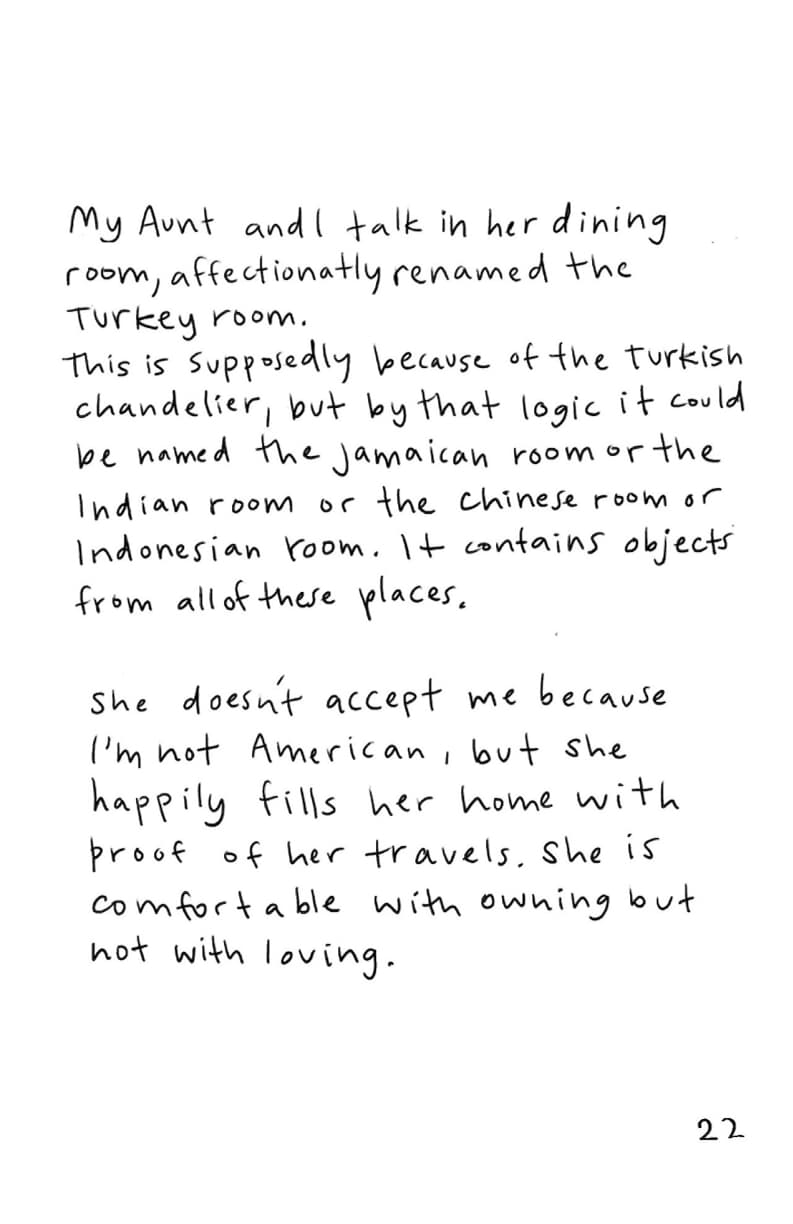 My Aunt and I talk in her dining
room, affectionatly renamed the
Turkey room.
This is supposedly because of the Turkish
chandelier, but by that logic it could
be named the Jamaican room or the
Indian room or the Chinese room or
Indonesian room. It contains objects
from all of these places.
She doesn't accept me because
I'm not American, but she
happily fills her home with
proof of her travels. She is
comfortable with owning but
not with loving.
22